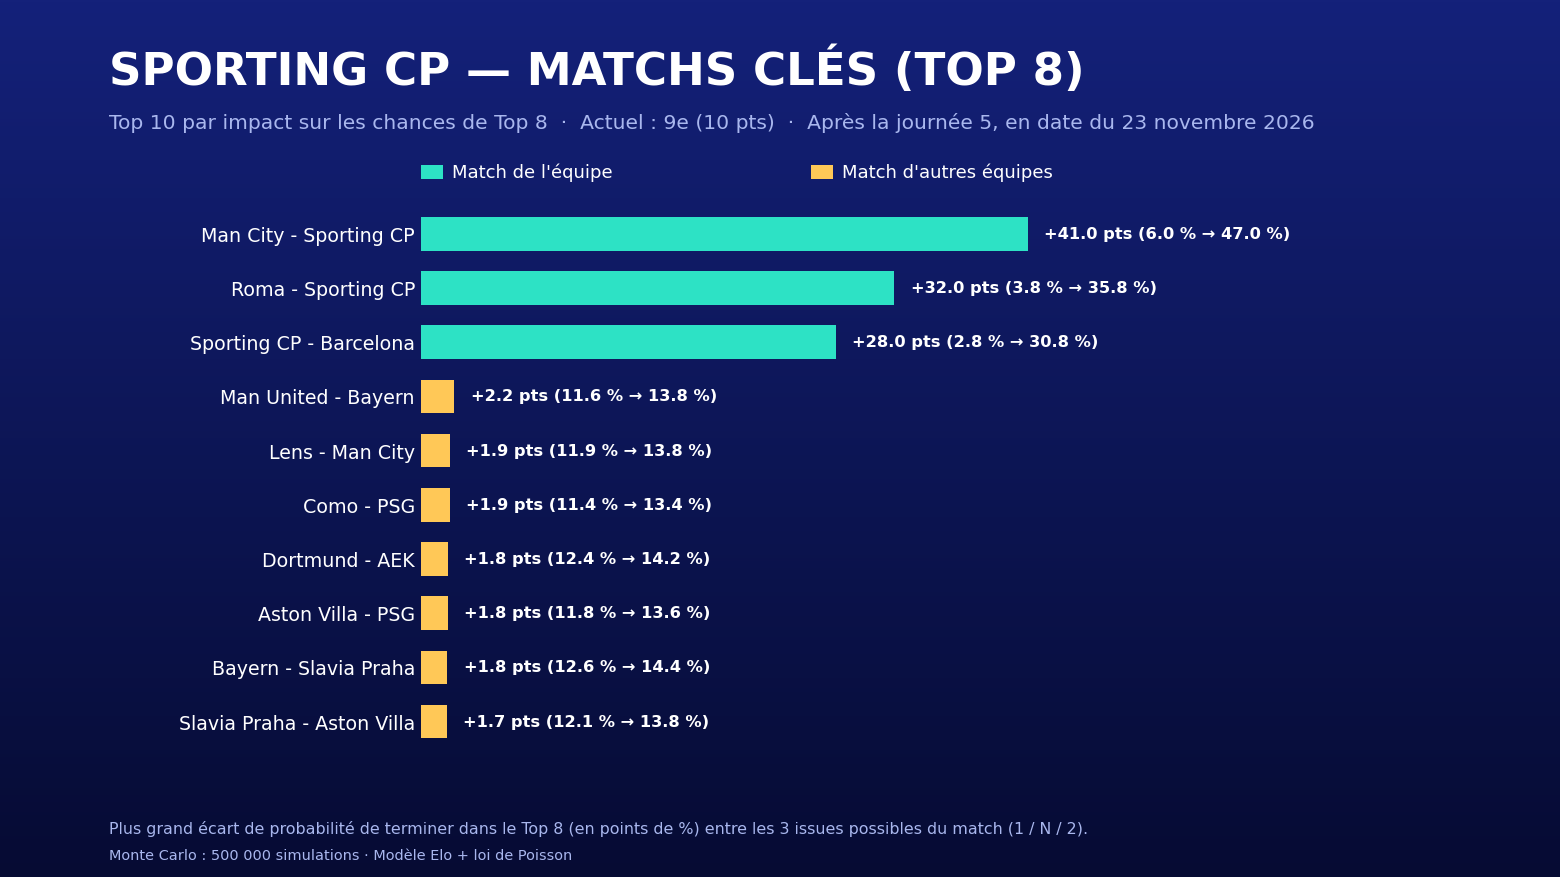 SPORTING CP — MATCHS CLÉS (TOP 8)
Top 10 par impact sur les chances de Top 8 · Actuel : 9e (10 pts) · Après la journée 5, en date du 23 novembre 2026
Match de l'équipe Match d'autres équipes
Man City - Sporting CP +41.0 pts (6.0 % → 47.0 %)
Roma - Sporting CP +32.0 pts (3.8 % → 35.8 %)
Sporting CP - Barcelona +28.0 pts (2.8 % → 30.8 %)
Man United - Bayern +2.2 pts (11.6 % → 13.8 %)
Lens - Man City +1.9 pts (11.9 % → 13.8 %)
Como - PSG +1.9 pts (11.4 % → 13.4 %)
Dortmund - AEK +1.8 pts (12.4 % → 14.2 %)
Aston Villa - PSG +1.8 pts (11.8 % → 13.6 %)
Bayern - Slavia Praha +1.8 pts (12.6 % → 14.4 %)
Slavia Praha - Aston Villa +1.7 pts (12.1 % → 13.8 %)
Plus grand écart de probabilité de terminer dans le Top 8 (en points de %) entre les 3 issues possibles du match (1 / N / 2).
Monte Carlo : 500 000 simulations · Modèle Elo + loi de Poisson